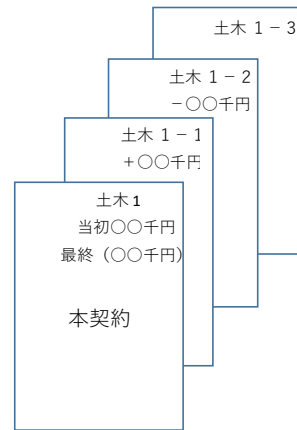 土木 1－3
土木 1－2
－○○千円
土木 1－1
＋○○千円
土木 1
当初○○千円
最終（○○千円）
本契約